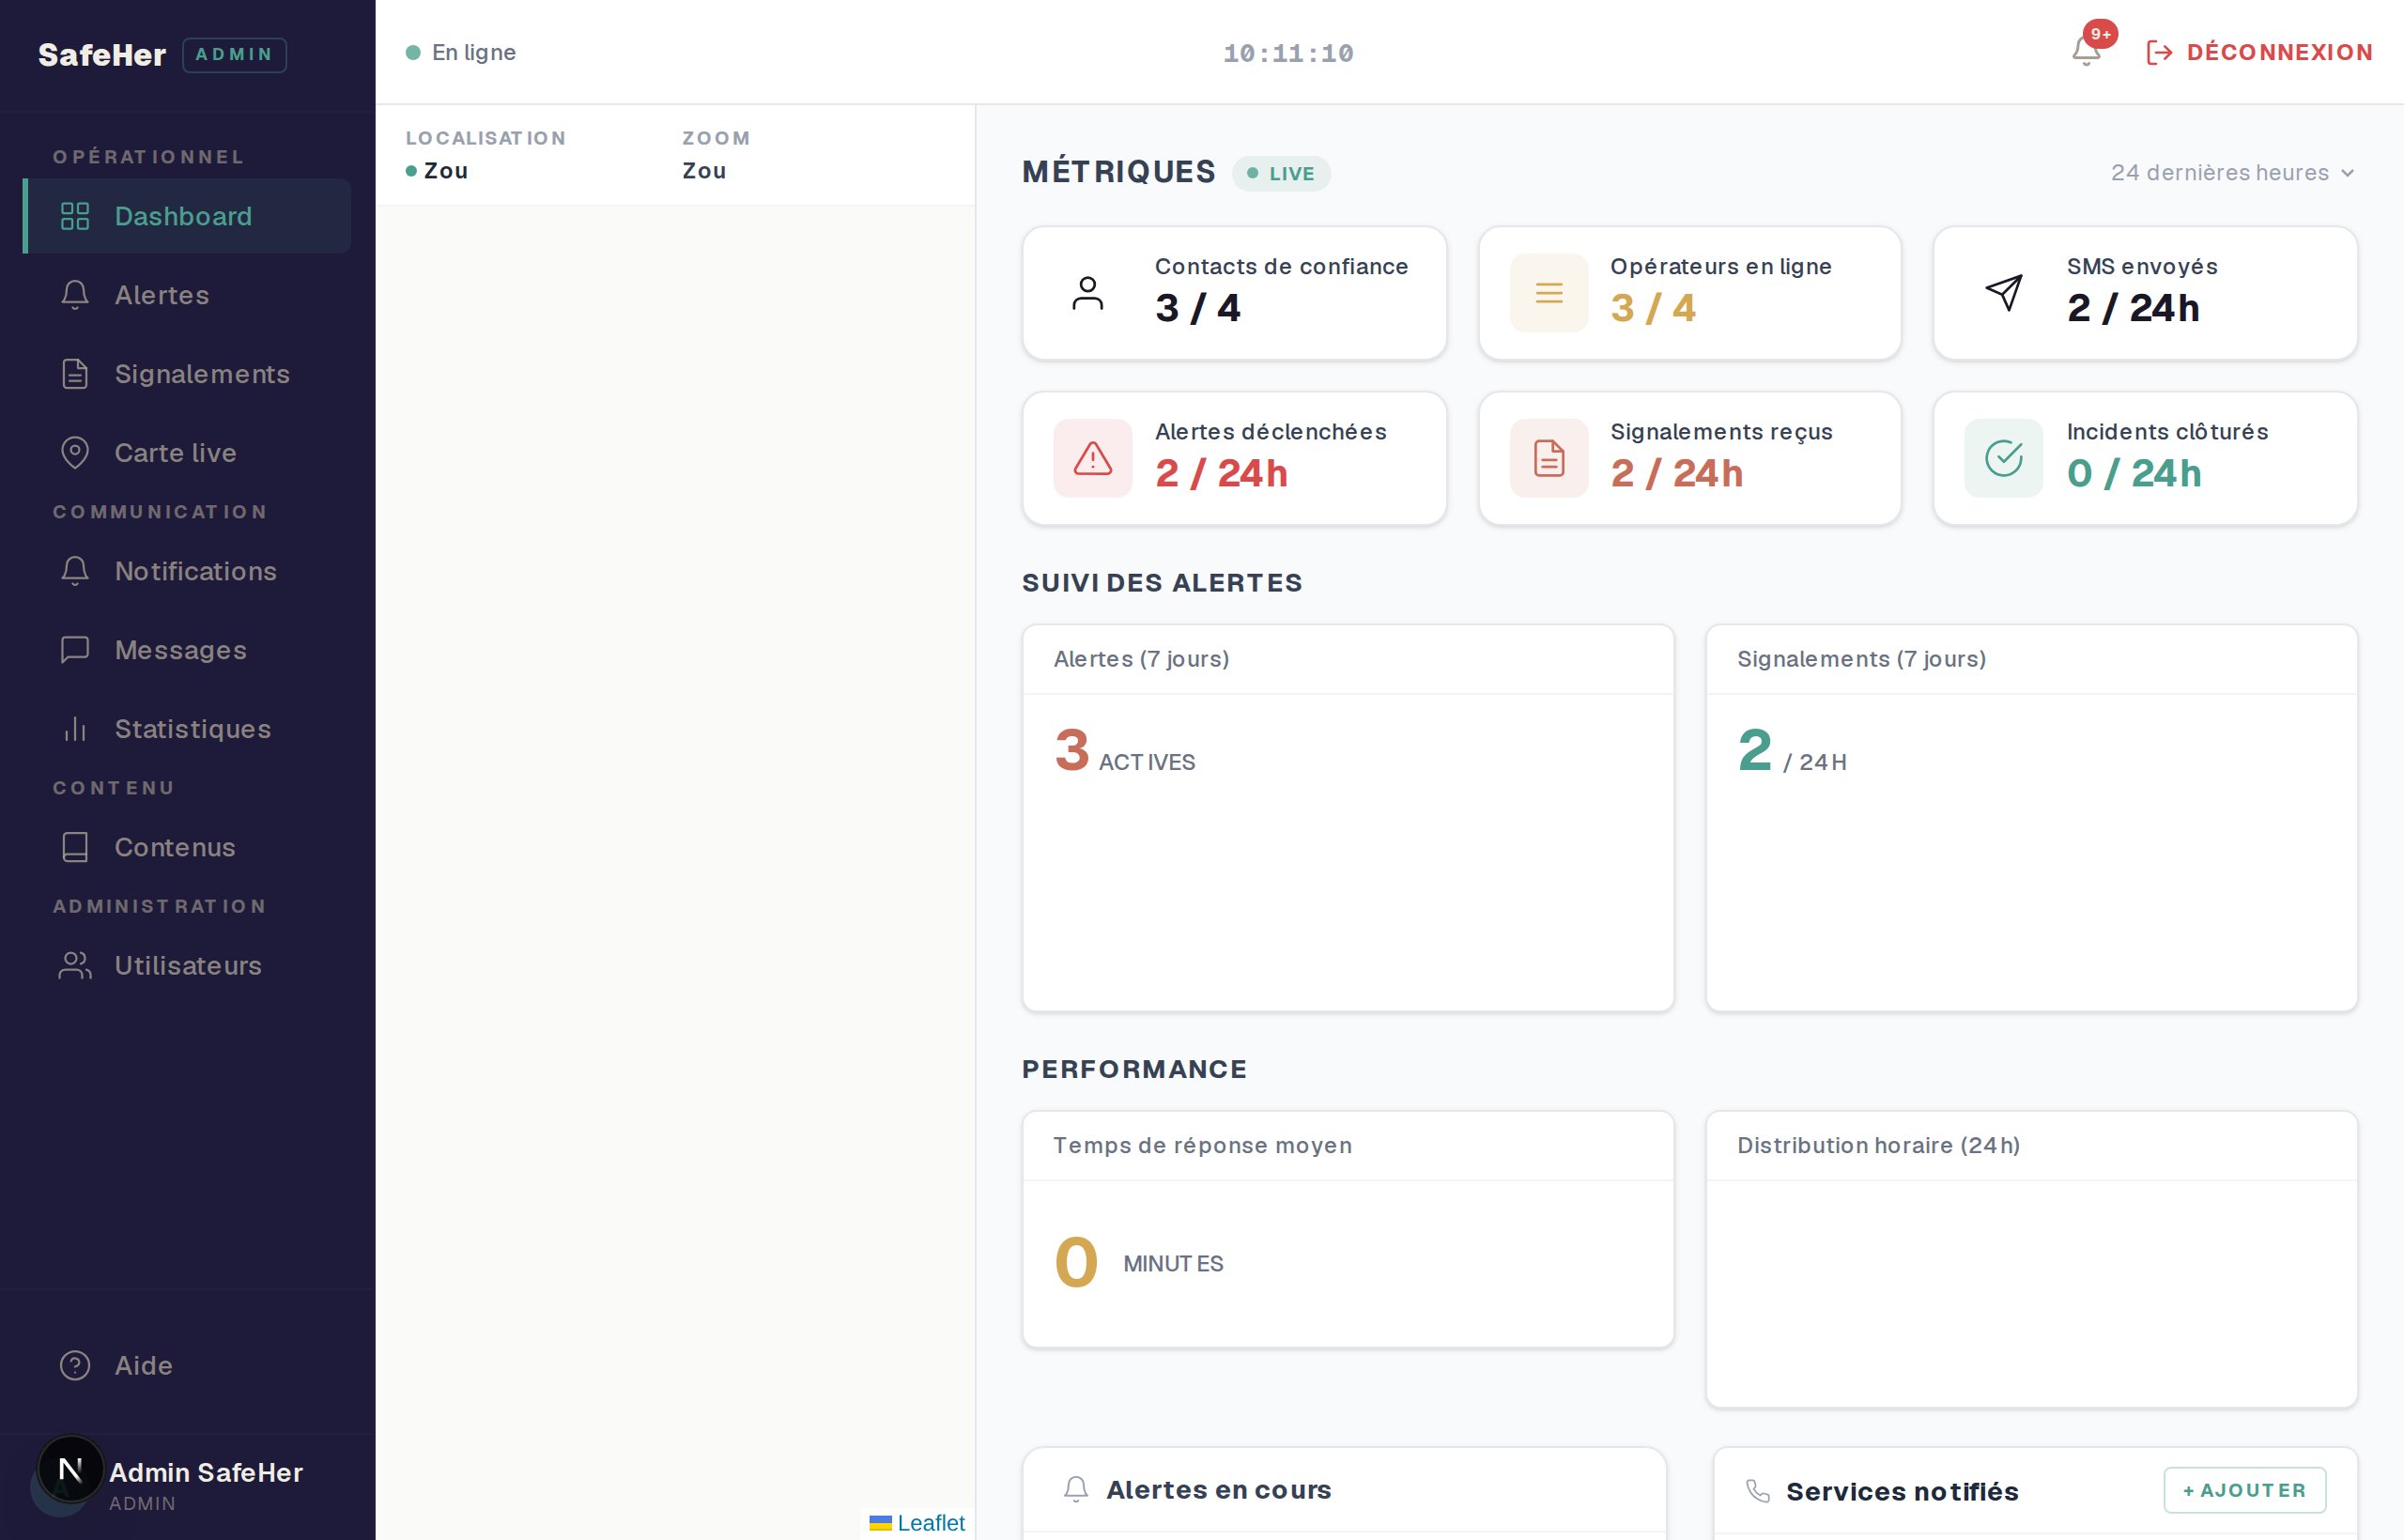 SafeHer ADMIN
En ligne
10:11:10
9+
DÉCONNEXION
OPÉRATIONNEL
Dashboard
Alertes
Signalements
Carte live
COMMUNICATION
Notifications
Messages
Statistiques
CONTENU
Contenus
ADMINISTRATION
Utilisateurs
Aide
N
Admin SafeHer
ADMIN
LOCALISATION ZOOM
Zou Zou
Leaflet
MÉTRIQUES LIVE 24 dernières heures
Contacts de confiance
3 / 4
Opérateurs en ligne
3 / 4
SMS envoyés
2 / 24h
Alertes déclenchées
2 / 24h
Signalements reçus
2 / 24h
Incidents clôturés
0 / 24h
SUIVI DES ALERTES
Alertes (7 jours)
3 ACTIVES
Signalements (7 jours)
2 / 24H
PERFORMANCE
Temps de réponse moyen
0 MINUTES
Distribution horaire (24h)
Alertes en cours
Services notifiés
+ AJOUTER